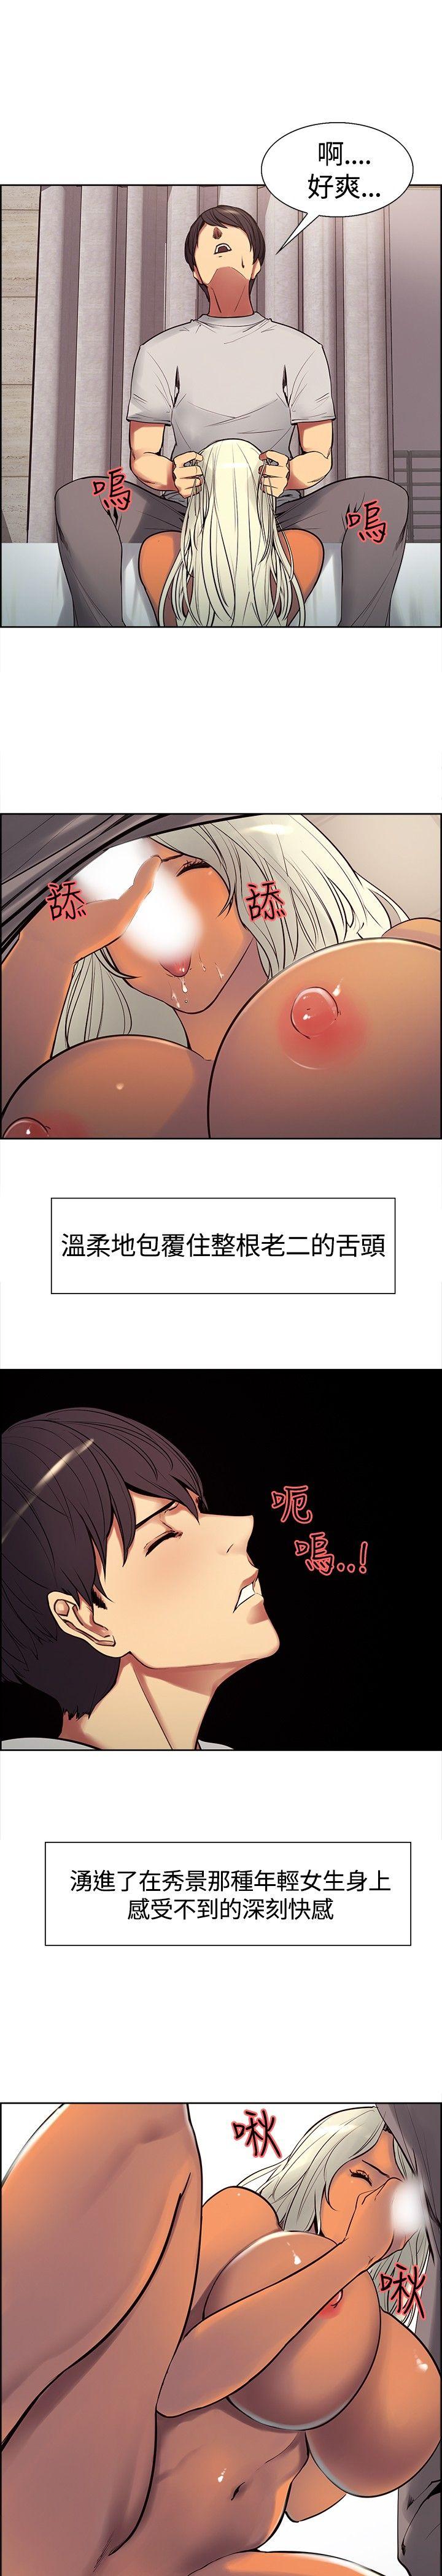 啊....
好爽...
嗚
嗚
舔
舔
溫柔地包覆住整根老二的舌頭
呃
嗚..!
湧進了在秀景那種年輕女生身上
感受不到的深刻快感
啾
啾